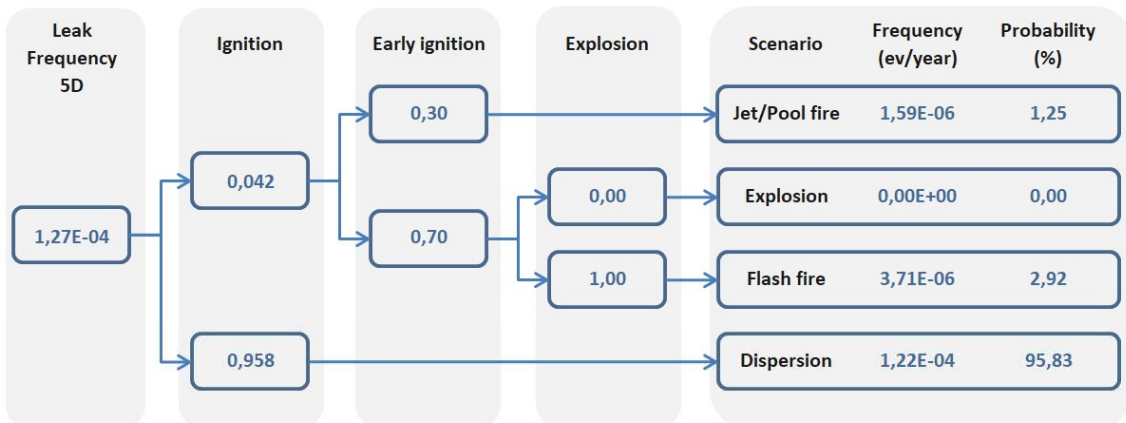 Leak
Frequency
5D
Ignition
Early ignition
Explosion
Scenario
Frequency
(ev/year)
Probability
(%)
0,30
Jet/Pool fire 1,59E-06 1,25
0,042
0,00
Explosion 0,00E+00 0,00
1,27E-04
0,70
1,00
Flash fire 3,71E-06 2,92
0,958
Dispersion 1,22E-04 95,83